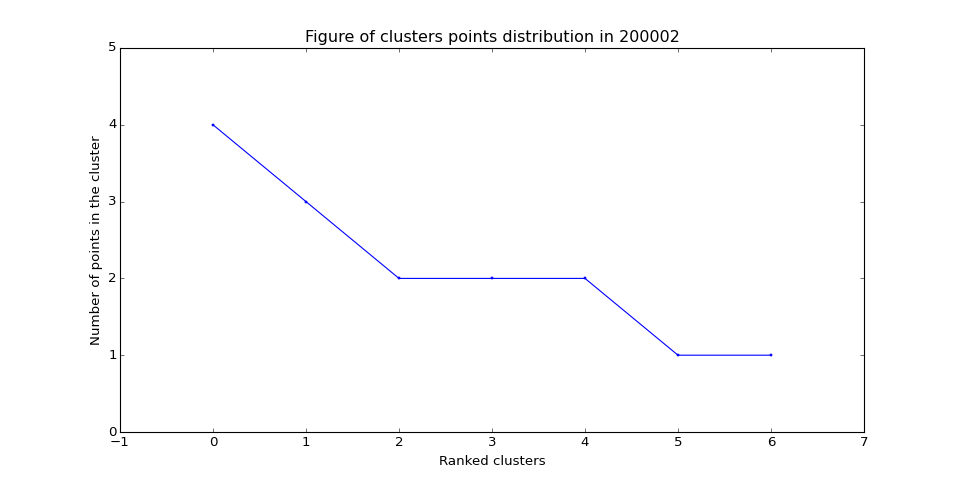 Figure of clusters points distribution in 200002
5
4
3
2
1
0
Number of points in the cluster
−1 0 1 2 3 4 5 6 7
Ranked clusters